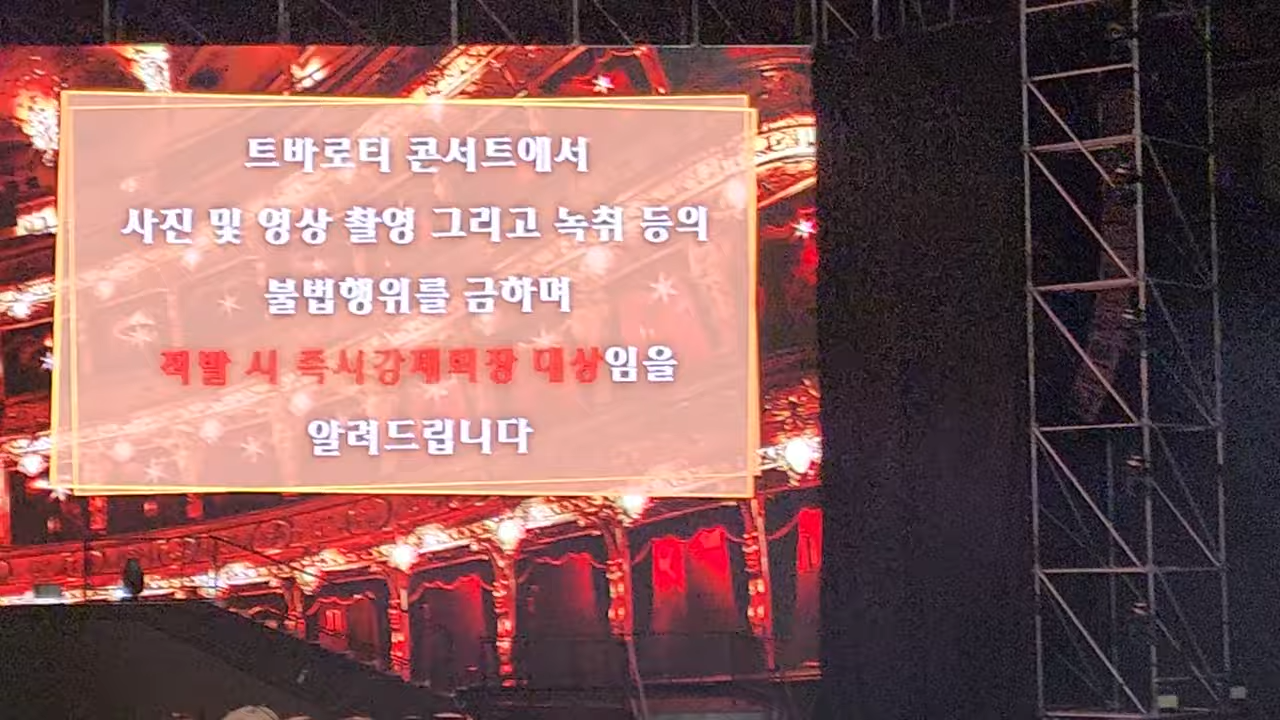 트바로티 콘서트에서
사진 및 영상 촬영 그리고 녹취 등의
불법행위를 금하며
적발 시 즉시강제퇴장 대상임을
알려드립니다